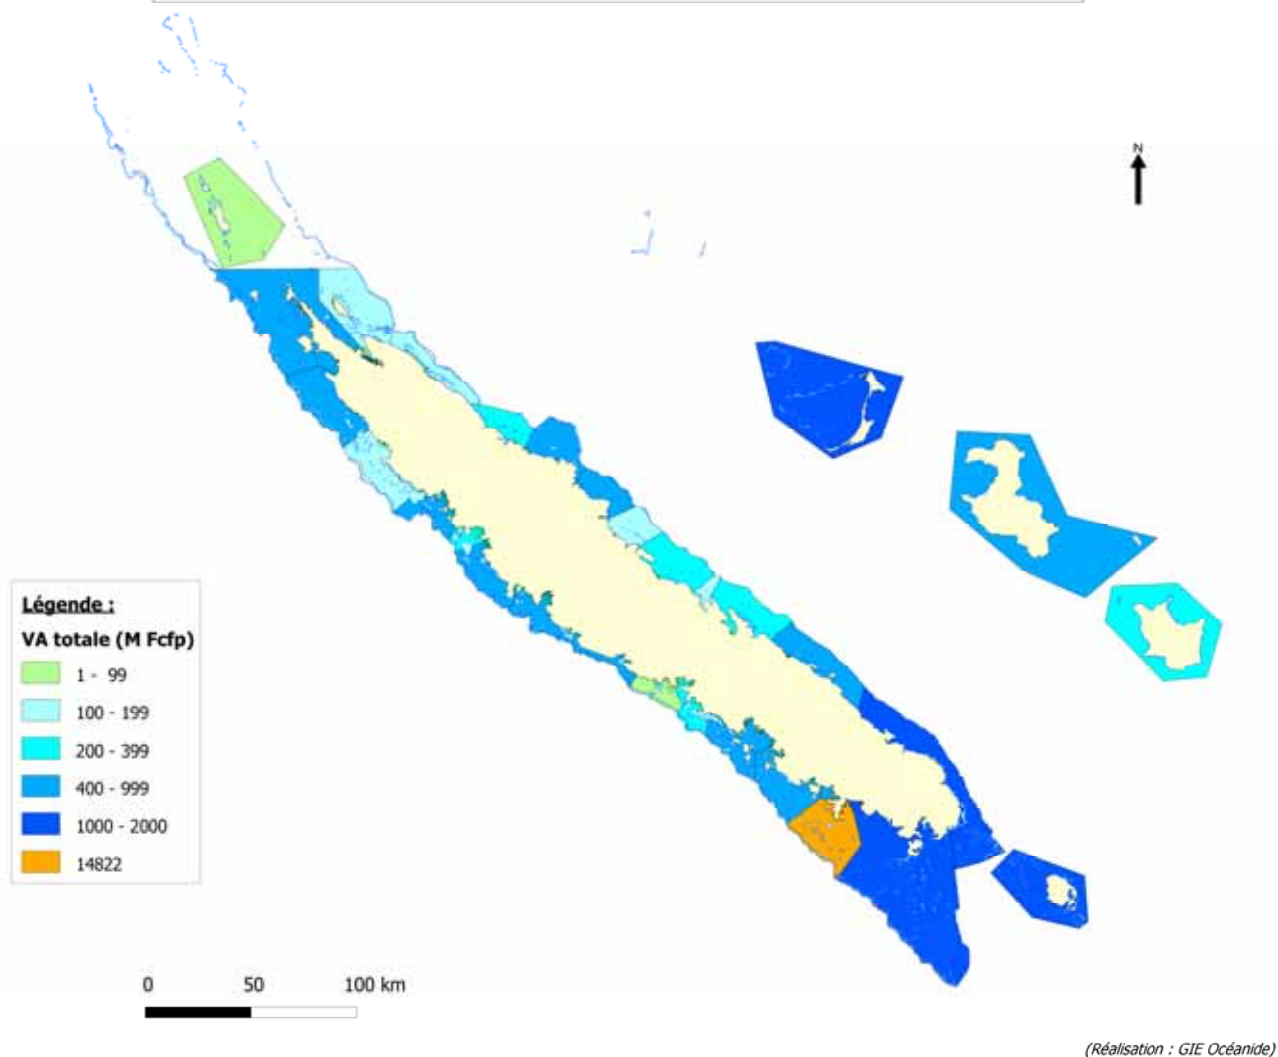 N
Légende :
VA totale (M Fcfp)
1 - 99
100 - 199
200 - 399
400 - 999
1000 - 2000
14822
0 50 100 km
(Réalisation : GIE Océanide)